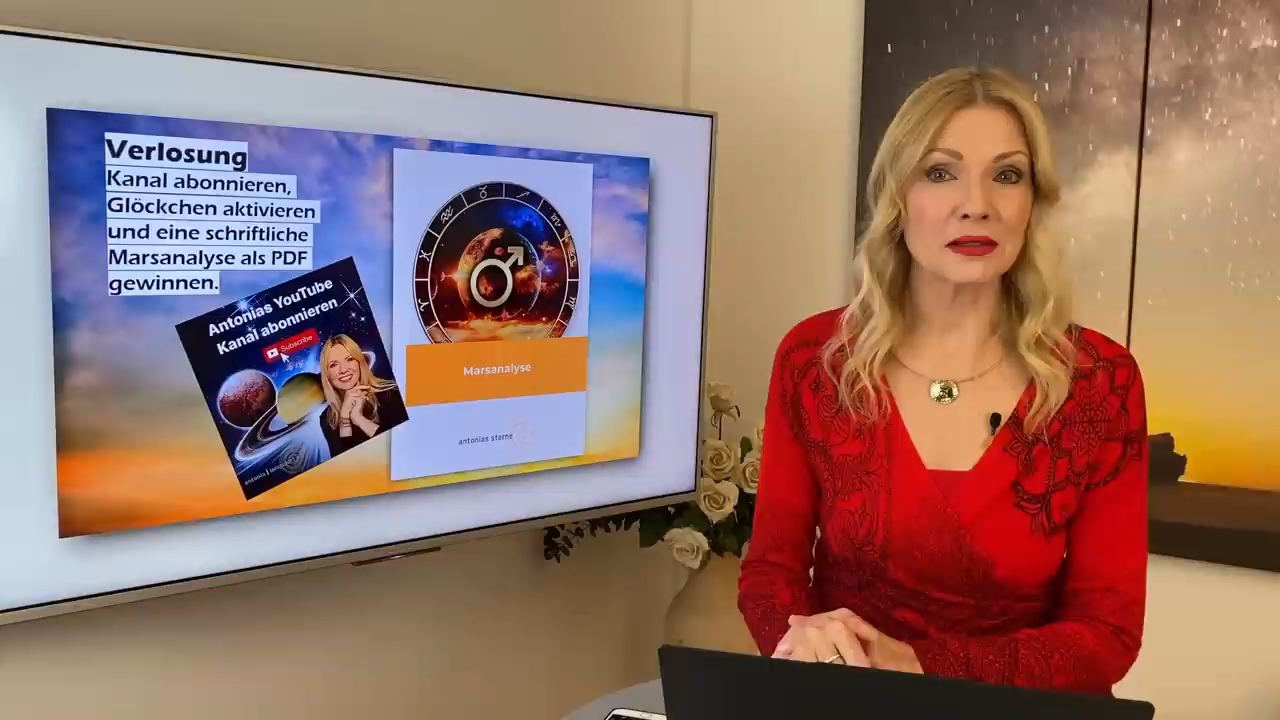 Verlosung
Kanal abonnieren,
Glöckchen aktivieren
und eine schriftliche
Marsanalyse als PDF
gewinnen.
Antonias YouTube
Kanal abonnieren
Subscribe
Marsanalyse
antonias sterne
antonia